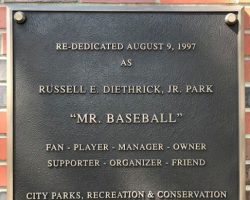 RE-DEDICATED AUGUST 9, 1997
AS
RUSSELL E. DIETHRICK, JR. PARK
"MR. BASEBALL"
FAN - PLAYER - MANAGER - OWNER
SUPPORTER - ORGANIZER - FRIEND
CITY PARKS, RECREATION & CONSERVATION